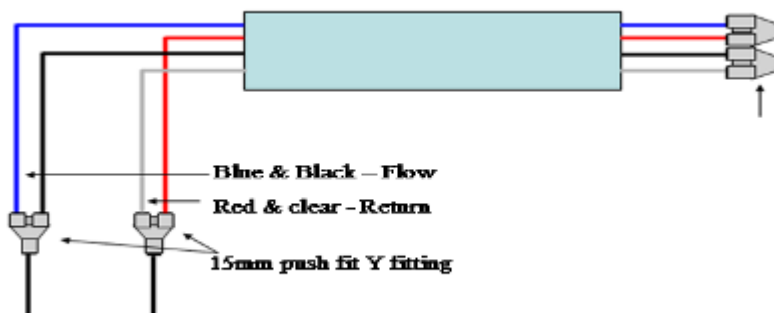 Blue & Black – Flow
Red & clear - Return
15mm push fit Y fitting